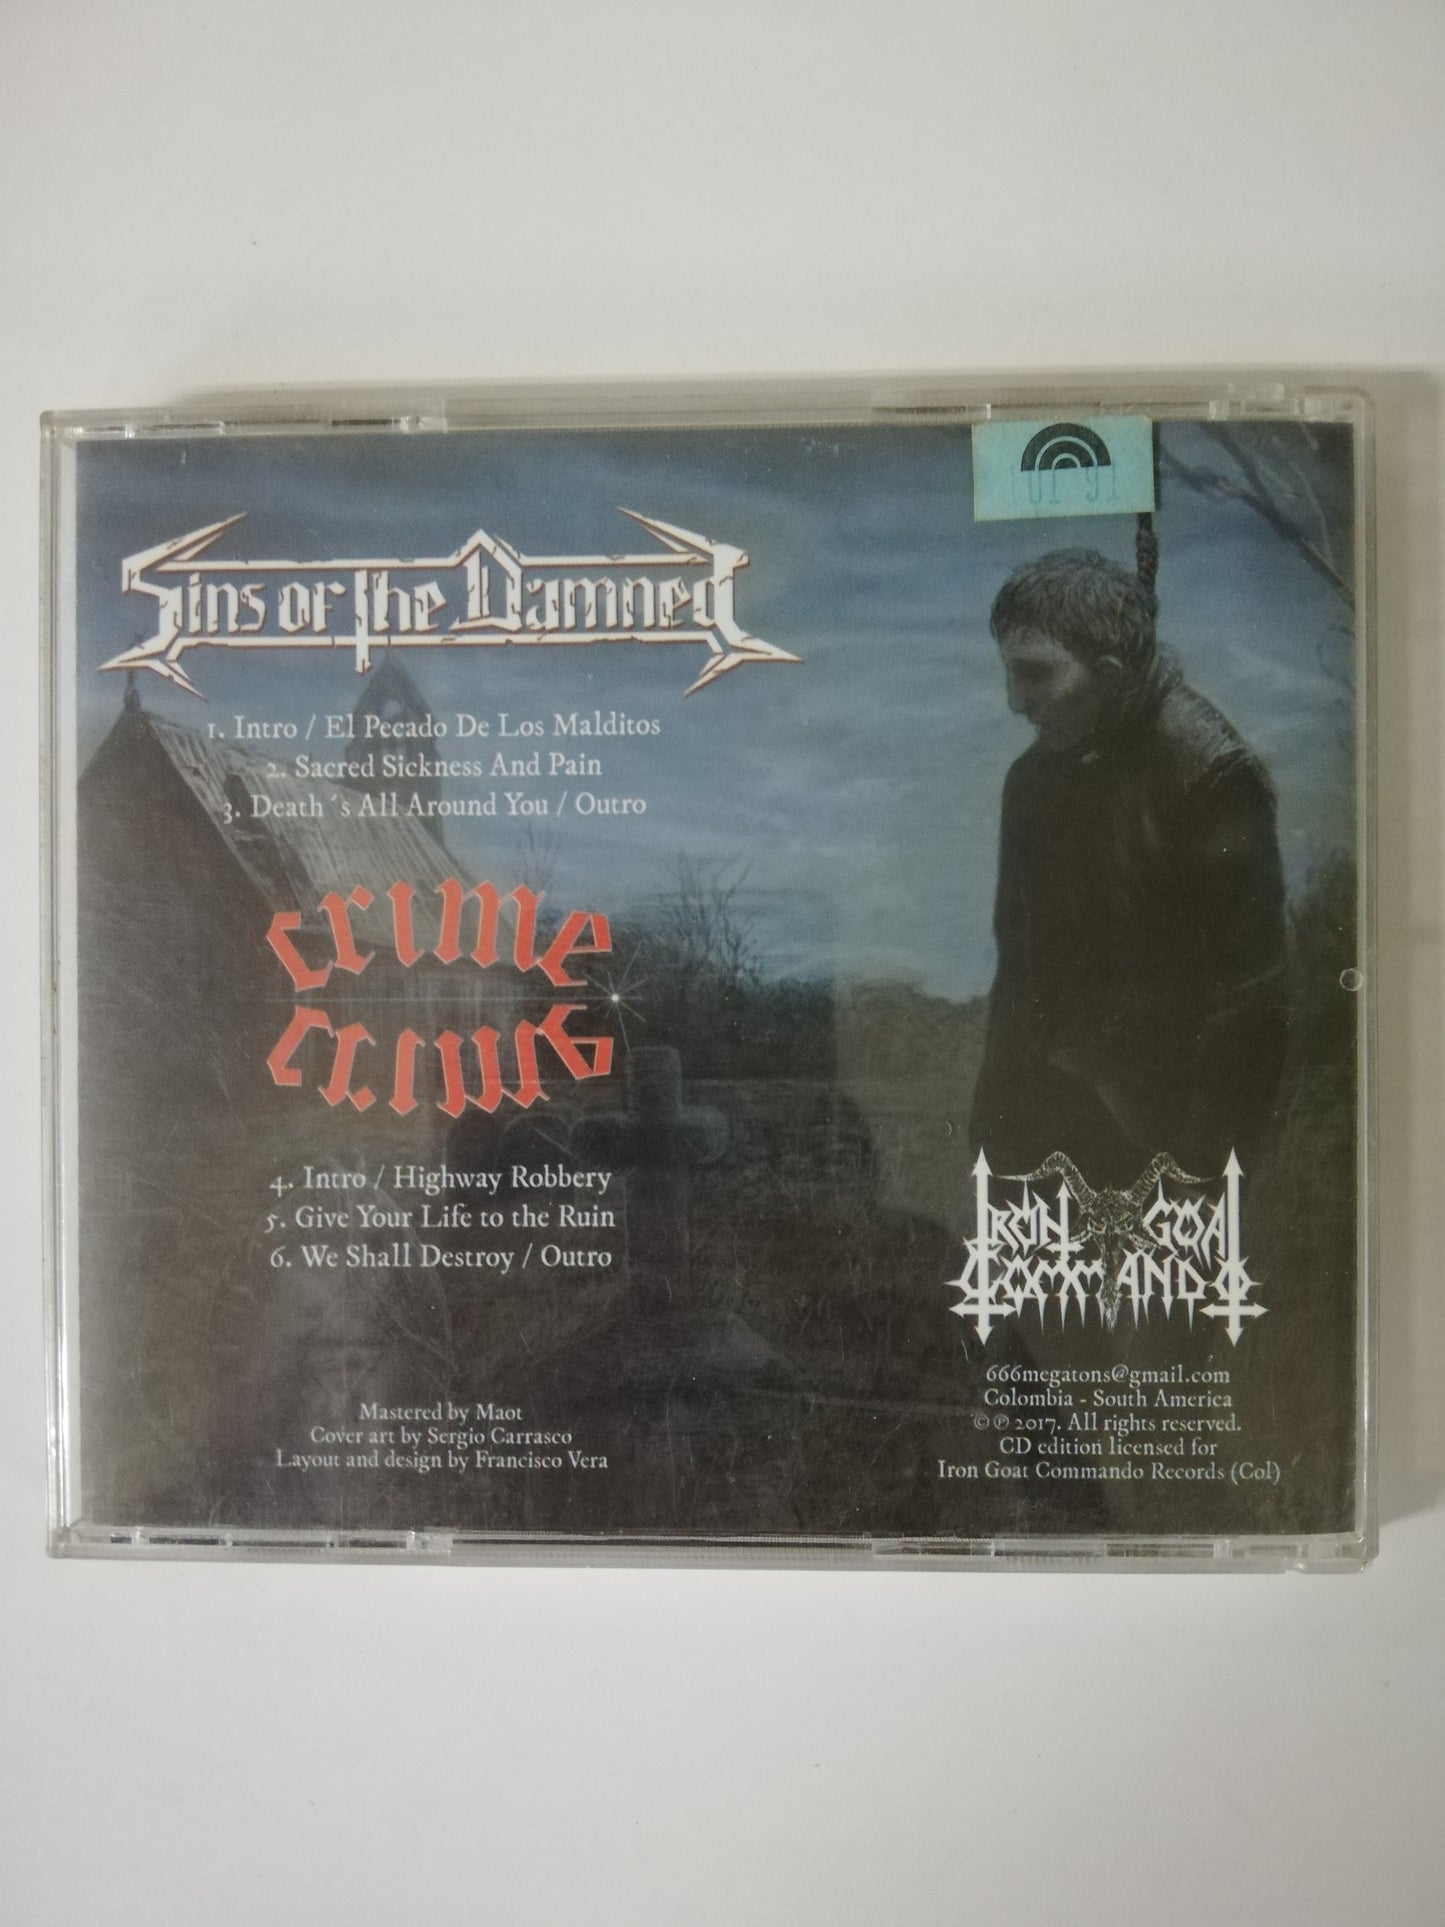 Sins of the Damned
1. Intro / El Pecado De Los Malditos
2. Sacred Sickness And Pain
3. Death´s All Around You / Outro
crime
4. Intro / Highway Robbery
5. Give Your Life to the Ruin
6. We Shall Destroy / Outro
Mastered by Maot
Cover art by Sergio Carrasco
Layout and design by Francisco Vera
IRON GOAT
COMMANDO
666megatons@gmail.com
Colombia - South America
©℗ 2017. All rights reserved.
CD edition licensed for
Iron Goat Commando Records (Col)